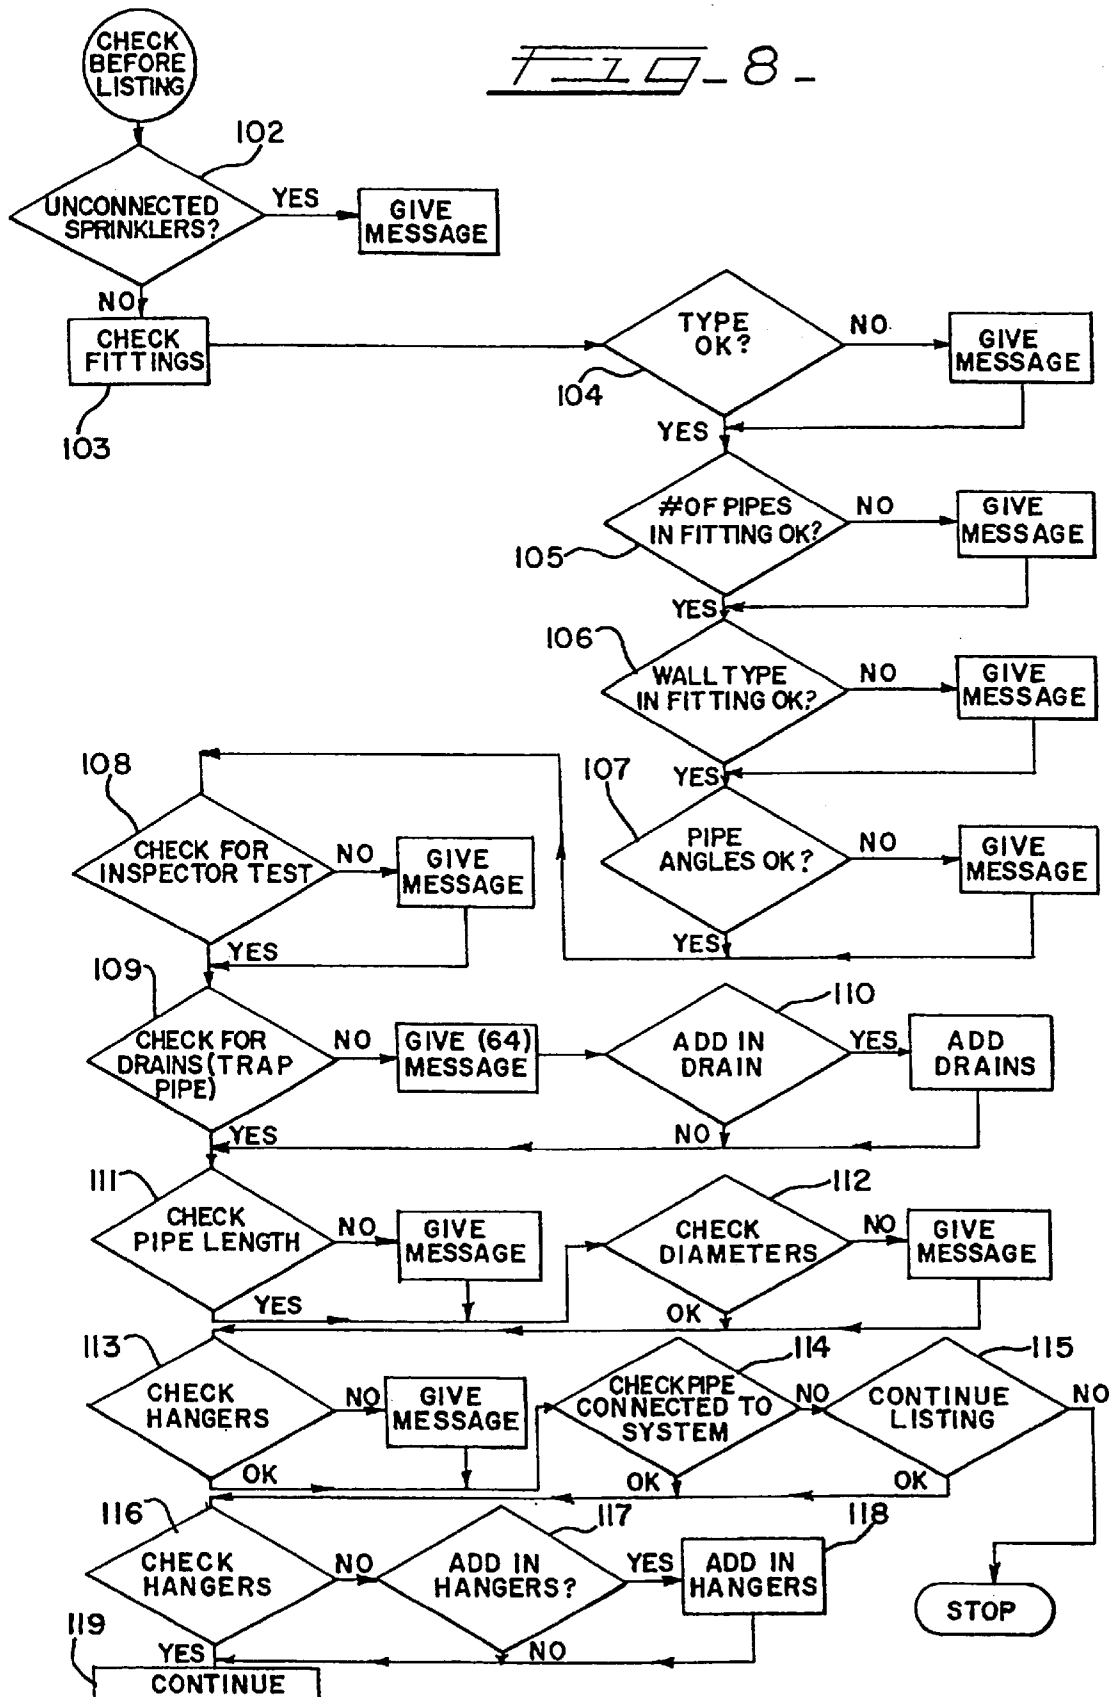 CHECK
BEFORE
LISTING
Fig-8-
102
UNCONNECTED
SPRINKLERS?
YES
GIVE
MESSAGE
NO
CHECK
FITTINGS
103
TYPE
OK?
104
NO
GIVE
MESSAGE
YES
#OF PIPES
IN FITTING OK?
105
NO
GIVE
MESSAGE
YES
106
WALL TYPE
IN FITTING OK?
NO
GIVE
MESSAGE
YES
107
PIPE
ANGLES OK?
NO
GIVE
MESSAGE
YES
108
CHECK FOR
INSPECTOR TEST
NO
GIVE
MESSAGE
YES
109
CHECK FOR
DRAINS(TRAP
PIPE)
NO
GIVE (64)
MESSAGE
110
ADD IN
DRAIN
YES
ADD
DRAINS
NO
YES
111
CHECK
PIPE LENGTH
NO
GIVE
MESSAGE
YES
112
CHECK
DIAMETERS
NO
GIVE
MESSAGE
OK
113
CHECK
HANGERS
NO
GIVE
MESSAGE
OK
114
CHECK PIPE
CONNECTED TO
SYSTEM
NO
OK
115
CONTINUE
LISTING
NO
OK
STOP
116
CHECK
HANGERS
NO
117
ADD IN
HANGERS?
YES
118
ADD IN
HANGERS
NO
YES
119
CONTINUE